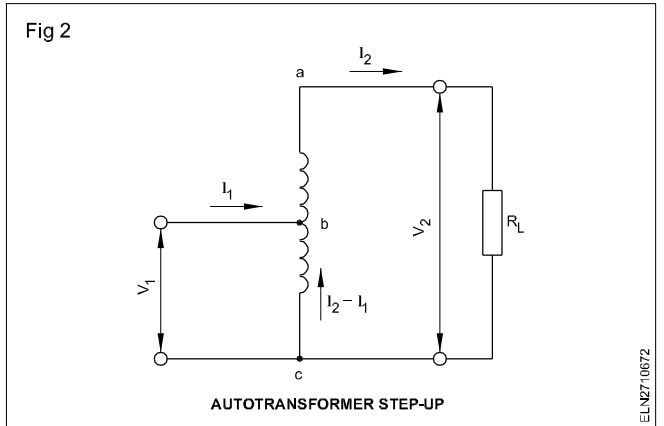 Fig 2
I2
a
I1
b
V1
V2
RL
I2 – I1
c
AUTOTRANSFORMER STEP-UP
ELN2710672